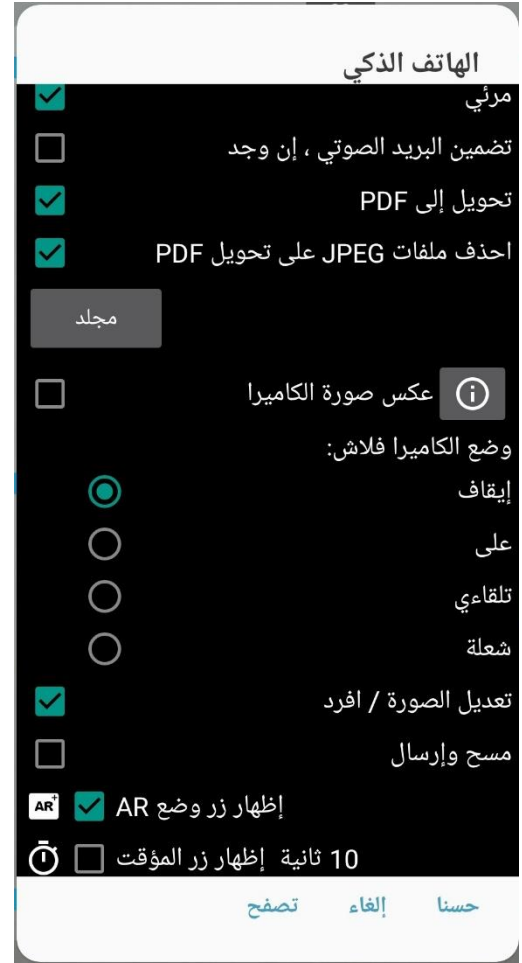 الهاتف الذكي
مرئي
تضمين البريد الصوتي ، إن وجد
تحويل إلى PDF
احذف ملفات JPEG على تحويل PDF
مجلد
عكس صورة الكاميرا
وضع الكاميرا فلاش:
إيقاف
على
تلقاءي
شعلة
تعديل الصورة / افرد
مسح وإرسال
إظهار زر وضع AR AR+
10 ثانية إظهار زر المؤقت
حسنا إلغاء تصفح